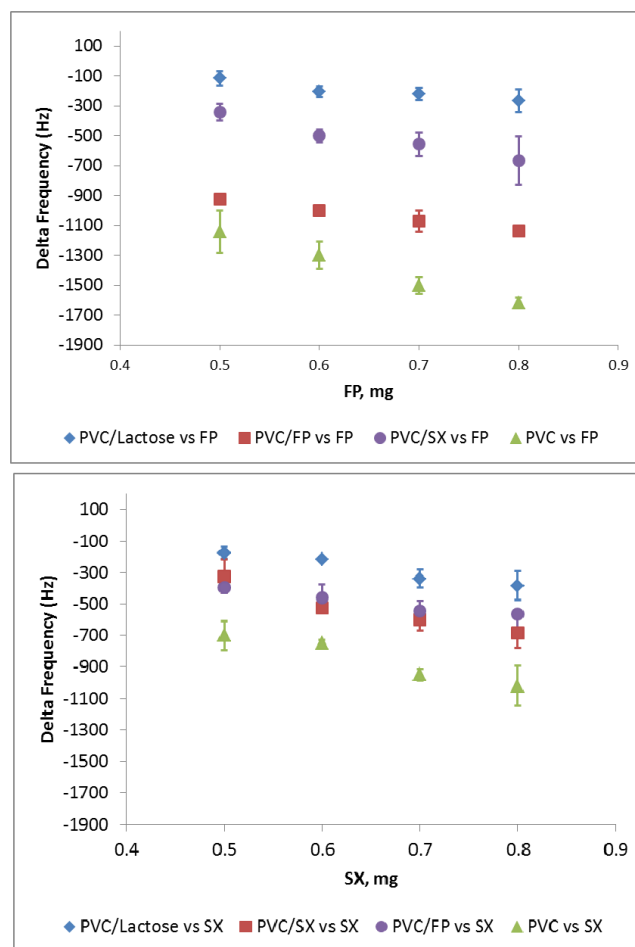 100
-100
-300
-500
-700
-900
-1100
-1300
-1500
-1700
-1900
Delta Frequency (Hz)
0.4 0.5 0.6 0.7 0.8 0.9
FP, mg
PVC/Lactose vs FP PVC/FP vs FP PVC/SX vs FP PVC vs FP
100
-100
-300
-500
-700
-900
-1100
-1300
-1500
-1700
-1900
Delta Frequency (Hz)
0.4 0.5 0.6 0.7 0.8 0.9
SX, mg
PVC/Lactose vs SX PVC/SX vs SX PVC/FP vs SX PVC vs SX